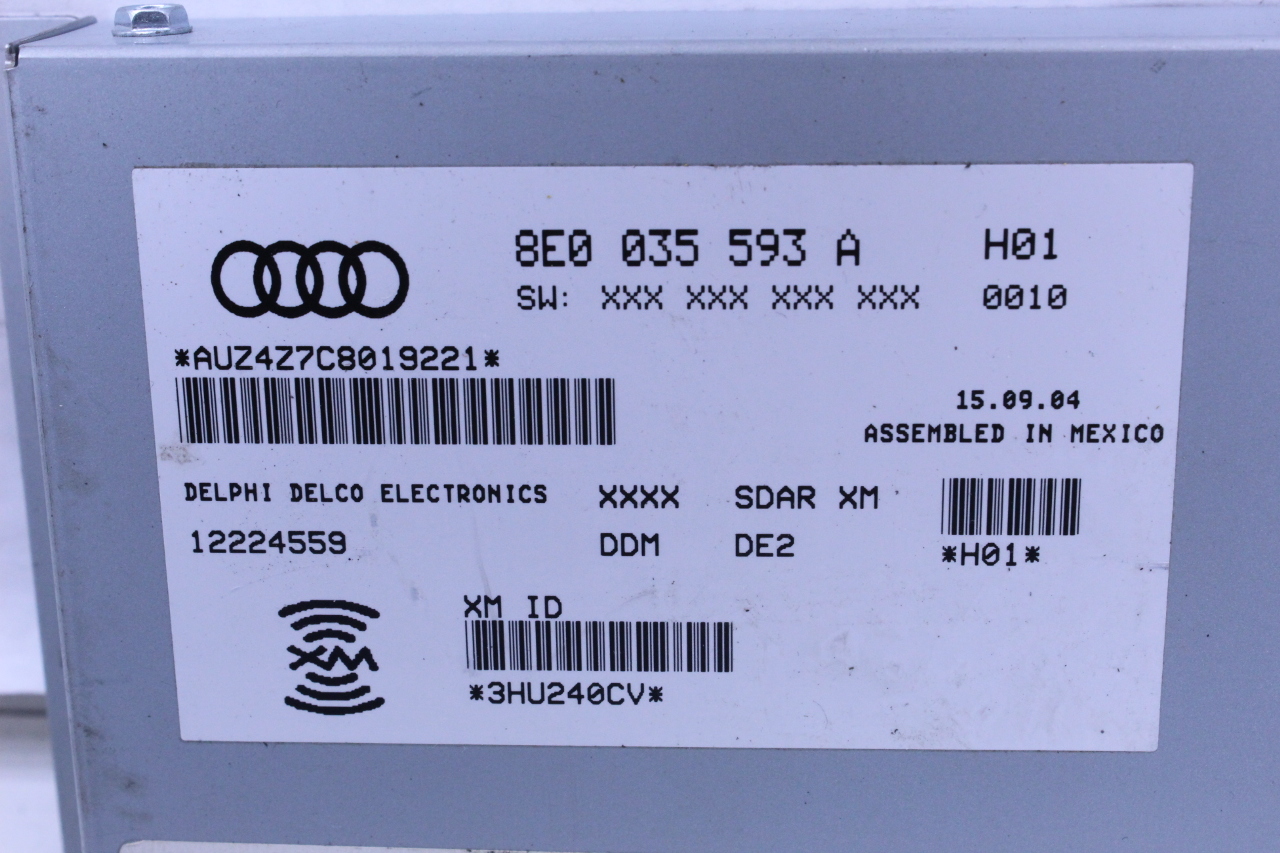 8E0 035 593 A H01
SW: XXX XXX XXX XXX 0010
*AUZ4Z7C8019221*
15.09.04
ASSEMBLED IN MEXICO
DELPHI DELCO ELECTRONICS XXXX SDAR XM
12224559 DDM DE2
*H01*
XM ID
XM
*3HU240CV*